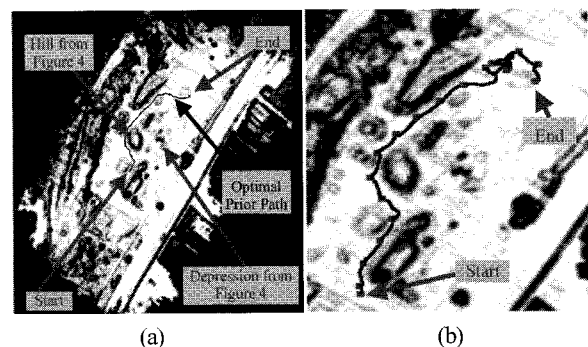 Hill from
Figure 4
End
Optimal
Prior Path
Depression from
Figure 4
Start
(a)
End
Start
(b)